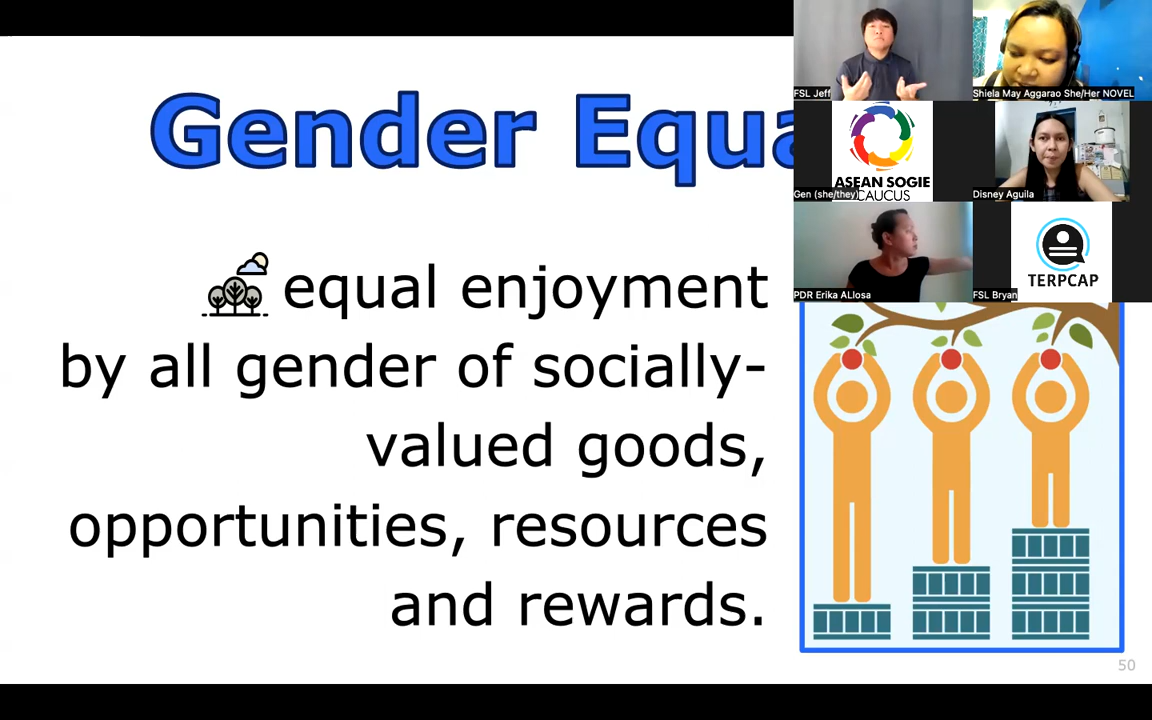 Gender Equa
equal enjoyment
by all gender of socially-
valued goods,
opportunities, resources
and rewards.
50
FSL Jeff
Shiela May Aggarao She/Her NOVEL
ASEAN SOGIE
CAUCUS
Gen (she/they)
Disney Aguila
PDR Erika ALlosa
TERPCAP
FSL Bryan